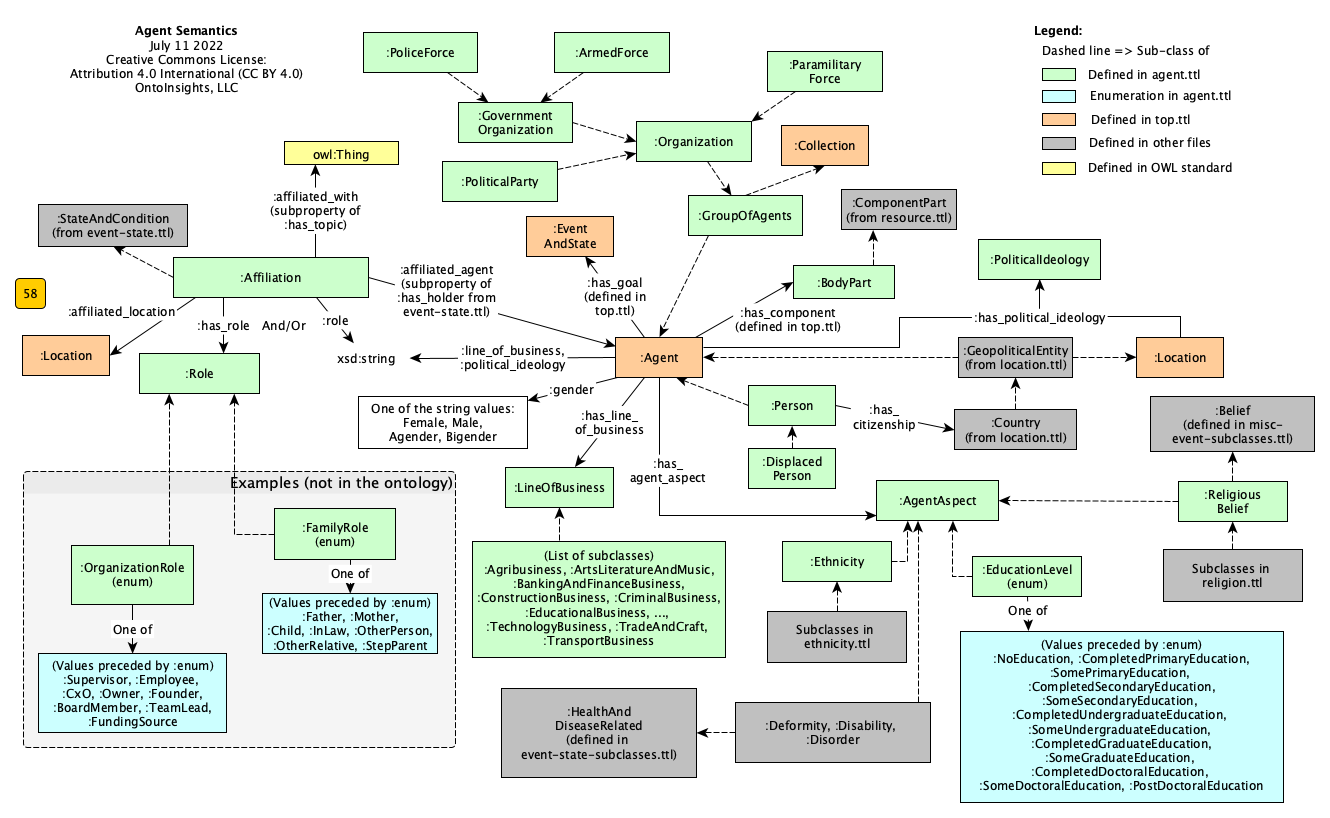 Agent Semantics
July 11 2022
Creative Commons License:
Attribution 4.0 International (CC BY 4.0)
OntoInsights, LLC
Legend:
Dashed line => Sub-class of
Defined in agent.ttl
Enumeration in agent.ttl
Defined in top.ttl
Defined in other files
Defined in OWL standard
:PoliceForce
:ArmedForce
:Paramilitary
Force
:Government
Organization
:Organization
:Collection
:PoliticalParty
:GroupOfAgents
owl:Thing
:affiliated_with
(subproperty of
:has_topic)
:StateAndCondition
(from event-state.ttl)
:Affiliation
58
:affiliated_location
:has_role
And/Or
:role
:Location
:Role
xsd:string
:affiliated_agent
(subproperty of
:has_holder from
event-state.ttl)
:Event
AndState
:has_goal
(defined in
top.ttl)
:ComponentPart
(from resource.ttl)
:BodyPart
:has_component
(defined in top.ttl)
:PoliticalIdeology
:has_political_ideology
:line_of_business,
:political_ideology
:Agent
:GeopoliticalEntity
(from location.ttl)
:Location
:gender
One of the string values:
Female, Male,
Agender, Bigender
:has_line_
of_business
:Person
:has_
citizenship
:Country
(from location.ttl)
:Displaced
Person
:has_
agent_aspect
:LineOfBusiness
:AgentAspect
:Belief
(defined in misc-
event-subclasses.ttl)
:Religious
Belief
Subclasses in
religion.ttl
Examples (not in the ontology)
:FamilyRole
(enum)
:OrganizationRole
(enum)
One of
(Values preceded by :enum)
:Father, :Mother,
:Child, :InLaw, :OtherPerson,
:OtherRelative, :StepParent
One of
(Values preceded by :enum)
:Supervisor, :Employee,
:CxO, :Owner, :Founder,
:BoardMember, :TeamLead,
:FundingSource
(List of subclasses)
:Agribusiness, :ArtsLiteratureAndMusic,
:BankingAndFinanceBusiness,
:ConstructionBusiness, :CriminalBusiness,
:EducationalBusiness, ...,
:TechnologyBusiness, :TradeAndCraft,
:TransportBusiness
:Ethnicity
Subclasses in
ethnicity.ttl
:EducationLevel
(enum)
One of
(Values preceded by :enum)
:NoEducation, :CompletedPrimaryEducation,
:SomePrimaryEducation,
:CompletedSecondaryEducation,
:SomeSecondaryEducation,
:CompletedUndergraduateEducation,
:SomeUndergraduateEducation,
:CompletedGraduateEducation,
:SomeGraduateEducation,
:CompletedDoctoralEducation,
:SomeDoctoralEducation, :PostDoctoralEducation
:HealthAnd
DiseaseRelated
(defined in
event-state-subclasses.ttl)
:Deformity, :Disability,
:Disorder